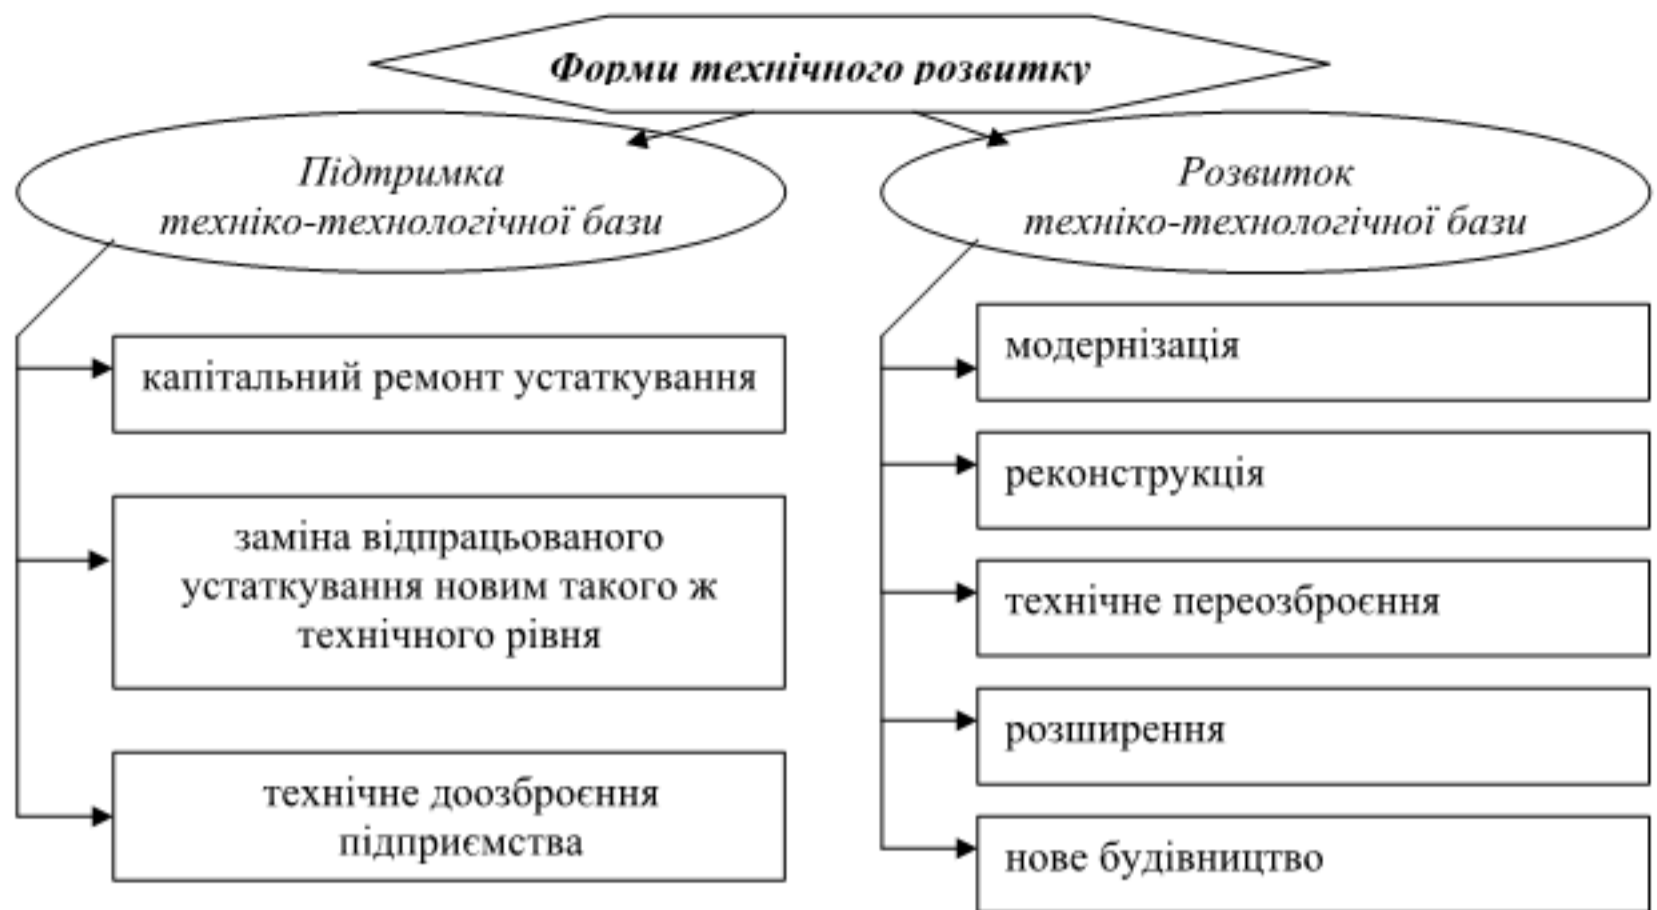 Форми технічного розвитку
Підтримка
техніко-технологічної бази
капітальний ремонт устаткування
заміна відпрацьованого
устаткування новим такого ж
технічного рівня
технічне доозброєння
підприємства
Розвиток
техніко-технологічної бази
модернізація
реконструкція
технічне переозброєння
розширення
нове будівництво